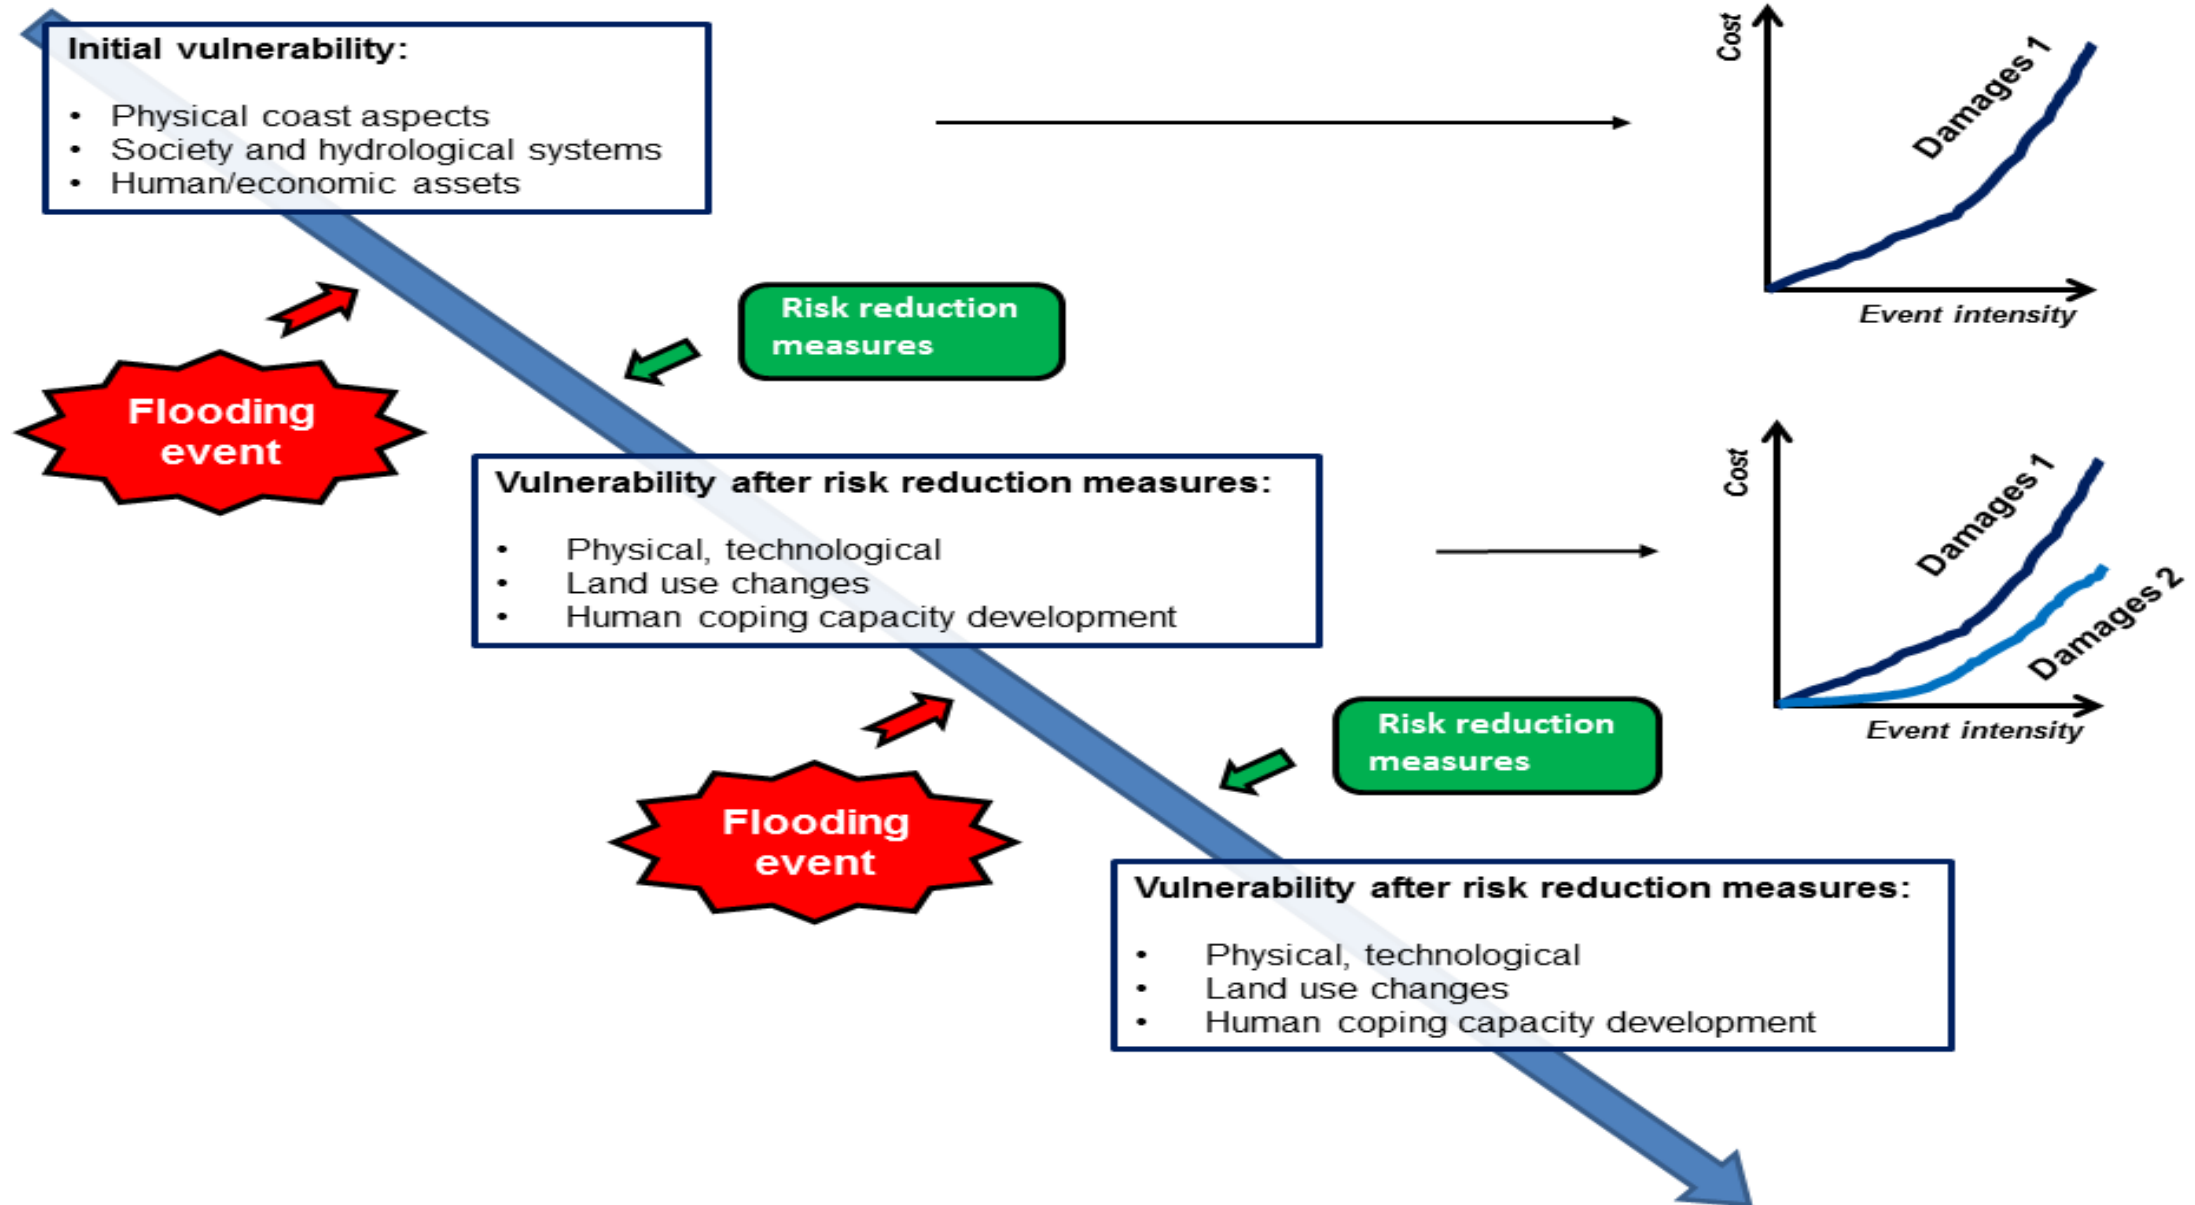 Initial vulnerability:
• Physical coast aspects
• Society and hydrological systems
• Human/economic assets
Cost
Damages 1
Event intensity
Risk reduction
measures
Flooding
event
Vulnerability after risk reduction measures:
• Physical, technological
• Land use changes
• Human coping capacity development
Cost
Damages 1
Damages 2
Event intensity
Risk reduction
measures
Flooding
event
Vulnerability after risk reduction measures:
• Physical, technological
• Land use changes
• Human coping capacity development